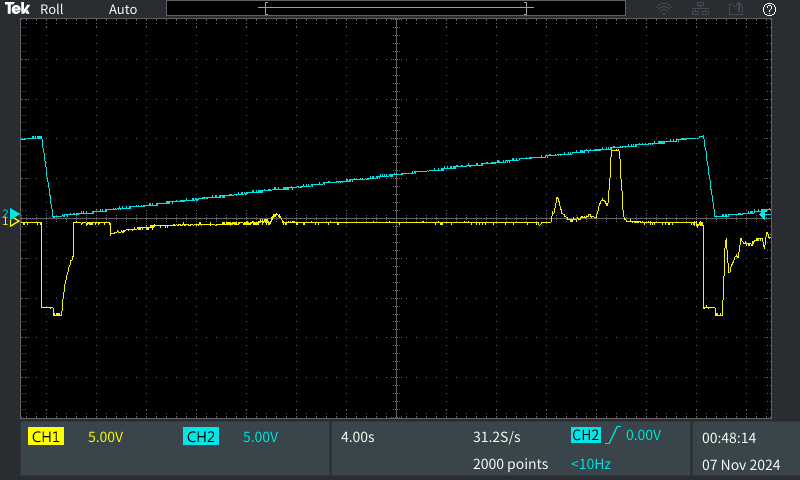 Tek Roll Auto
?
2
1
CH1 5.00V CH2 5.00V 4.00s 31.2S/s CH2 0.00V 00:48:14
2000 points <10Hz 07 Nov 2024